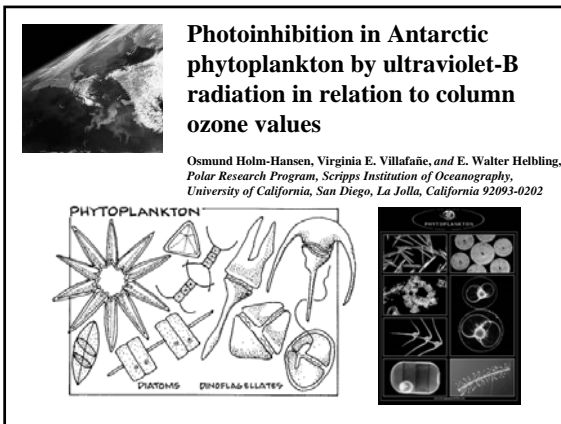 Photoinhibition in Antarctic
phytoplankton by ultraviolet-B
radiation in relation to column
ozone values
Osmund Holm-Hansen, Virginia E. Villafañe, and E. Walter Helbling,
Polar Research Program, Scripps Institution of Oceanography,
University of California, San Diego, La Jolla, California 92093-0202
PHYTOPLANKTON
DIATOMS DINOFLAGELLATES
PHYTOPLANKTON